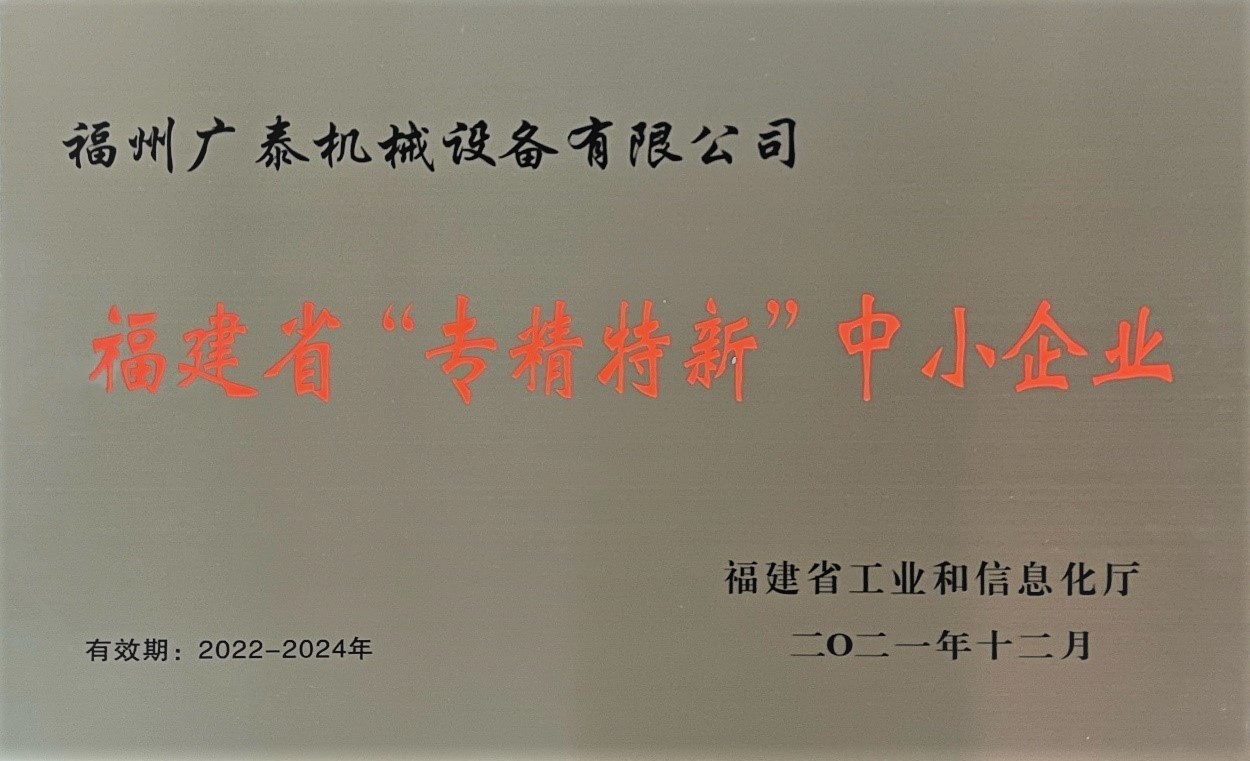 福州广泰机械设备有限公司
福建省“专精特新”中小企业
福建省工业和信息化厅
有效期：2022-2024年
二〇二一年十二月